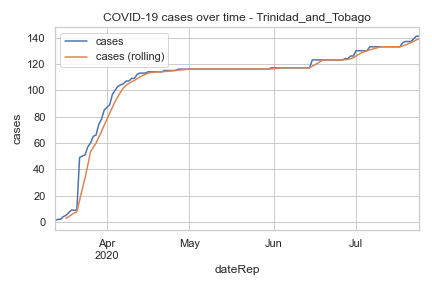 COVID-19 cases over time - Trinidad_and_Tobago
cases
cases (rolling)
cases
140
120
100
80
60
40
20
0
Apr May Jun Jul
2020
dateRep